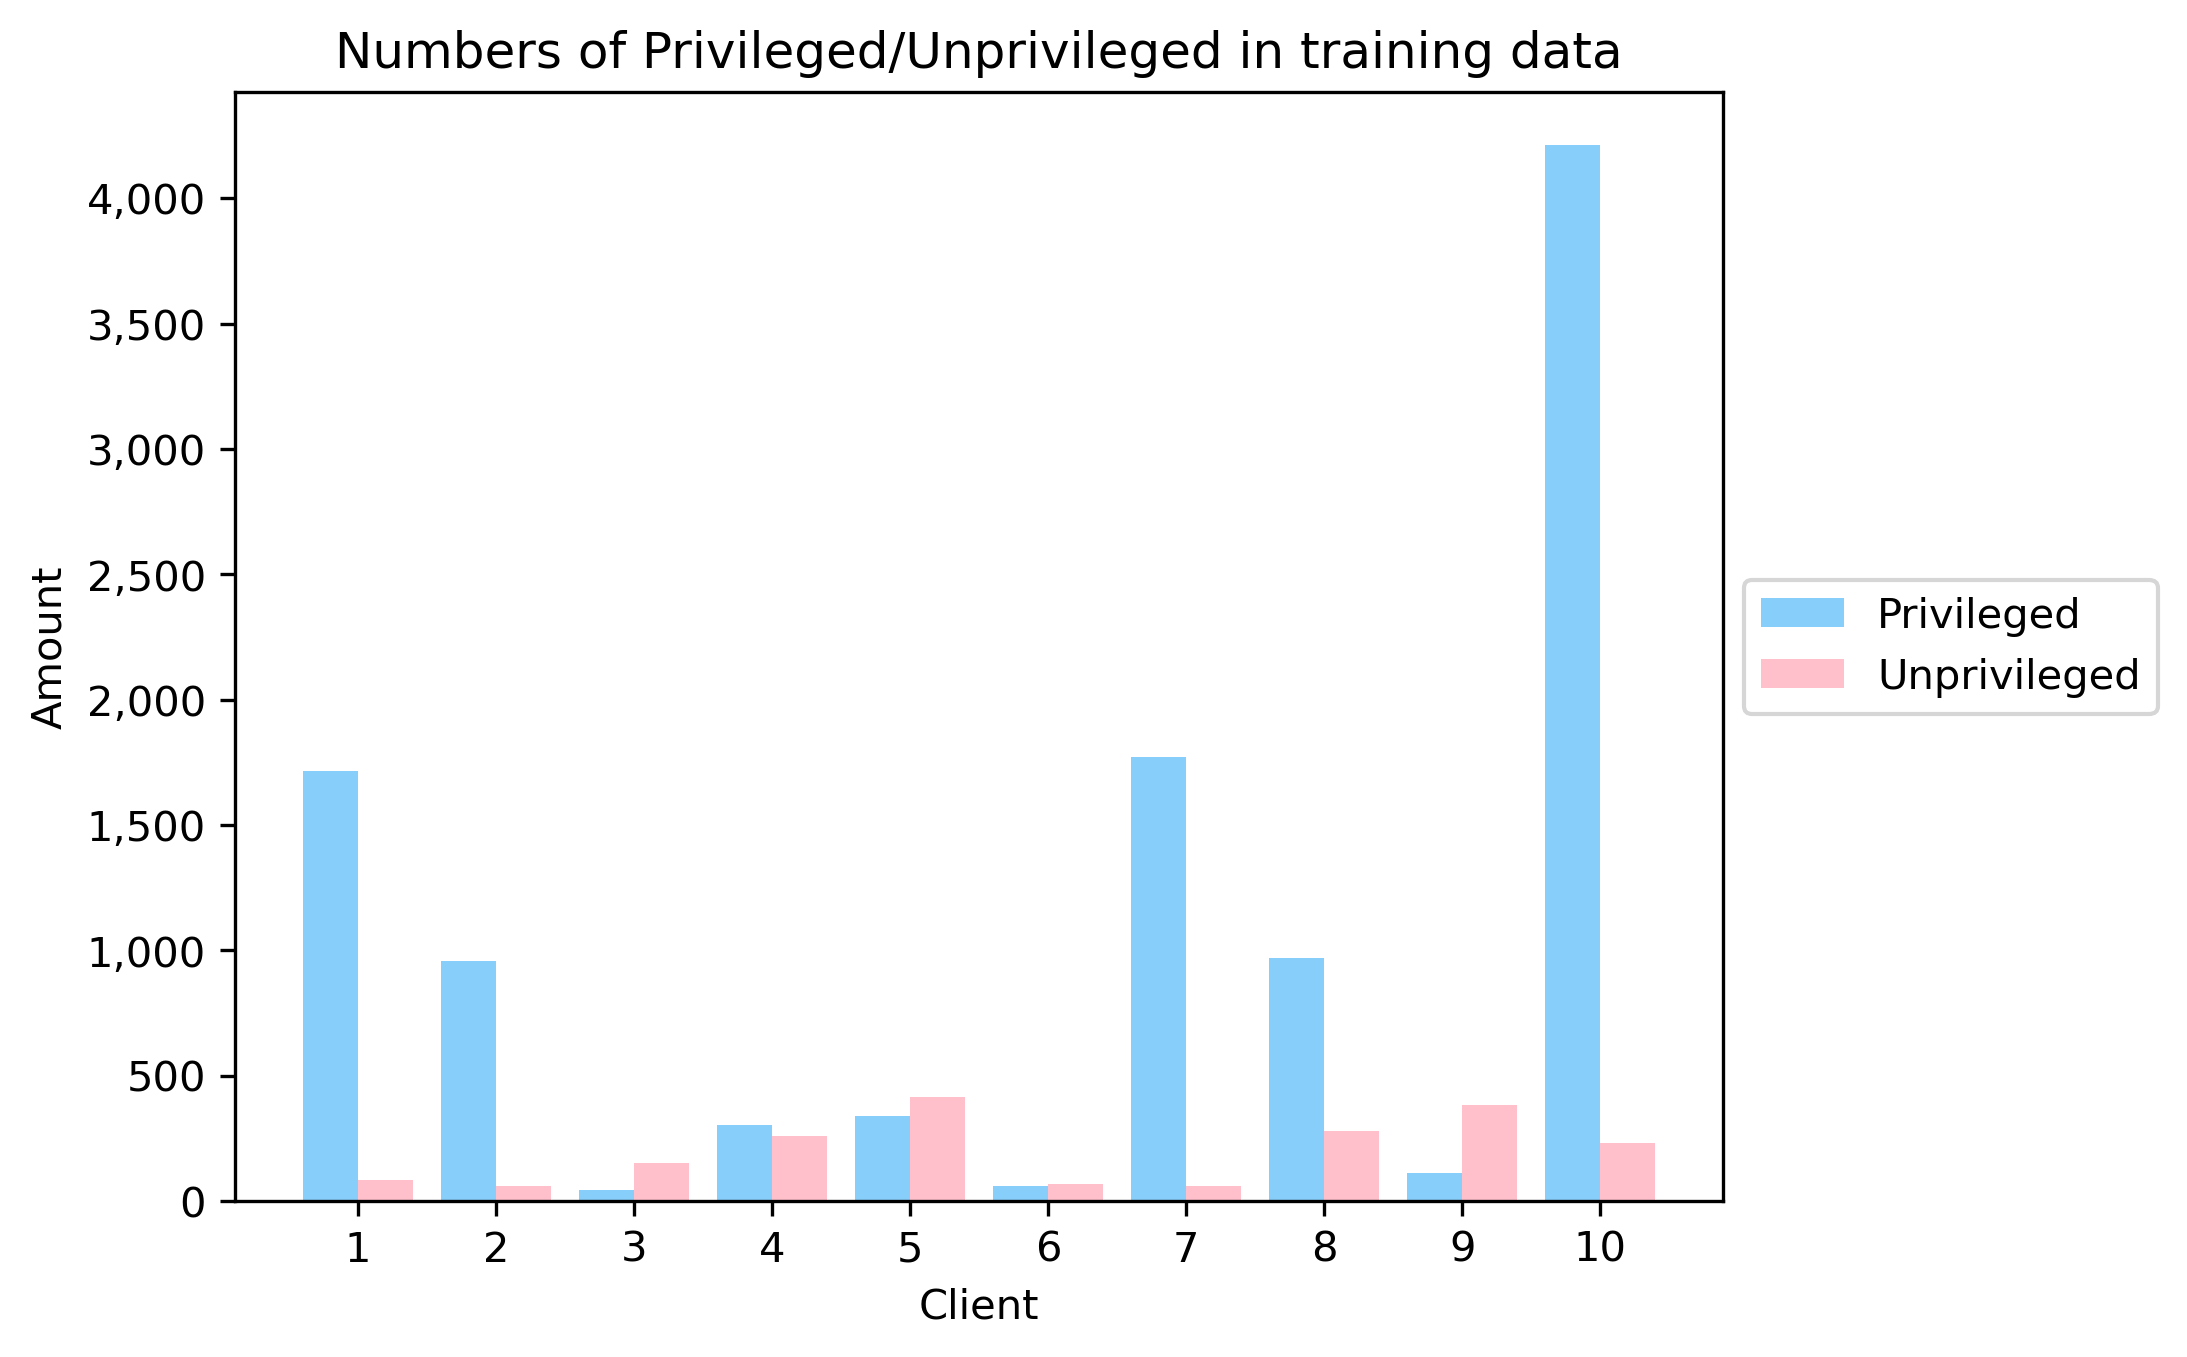 Numbers of Privileged/Unprivileged in training data
4,000
3,500
3,000
2,500
2,000
1,500
1,000
500
0
Amount
1 2 3 4 5 6 7 8 9 10
Client
Privileged
Unprivileged